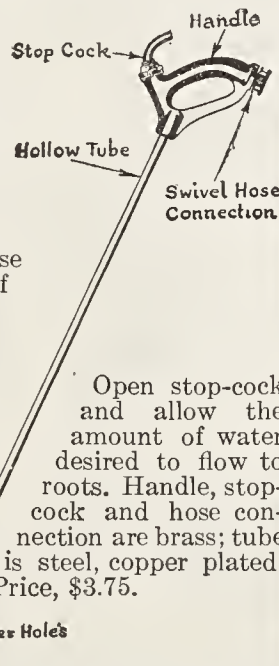 Handle
Stop Cock
Hollow Tube
Swivel Hose
Connection
se
f
Open stop-cock
and allow the
amount of water
desired to flow to
roots. Handle, stop-
cock and hose con-
nection are brass; tube
is steel, copper plated.
Price, $3.75.
Hole's